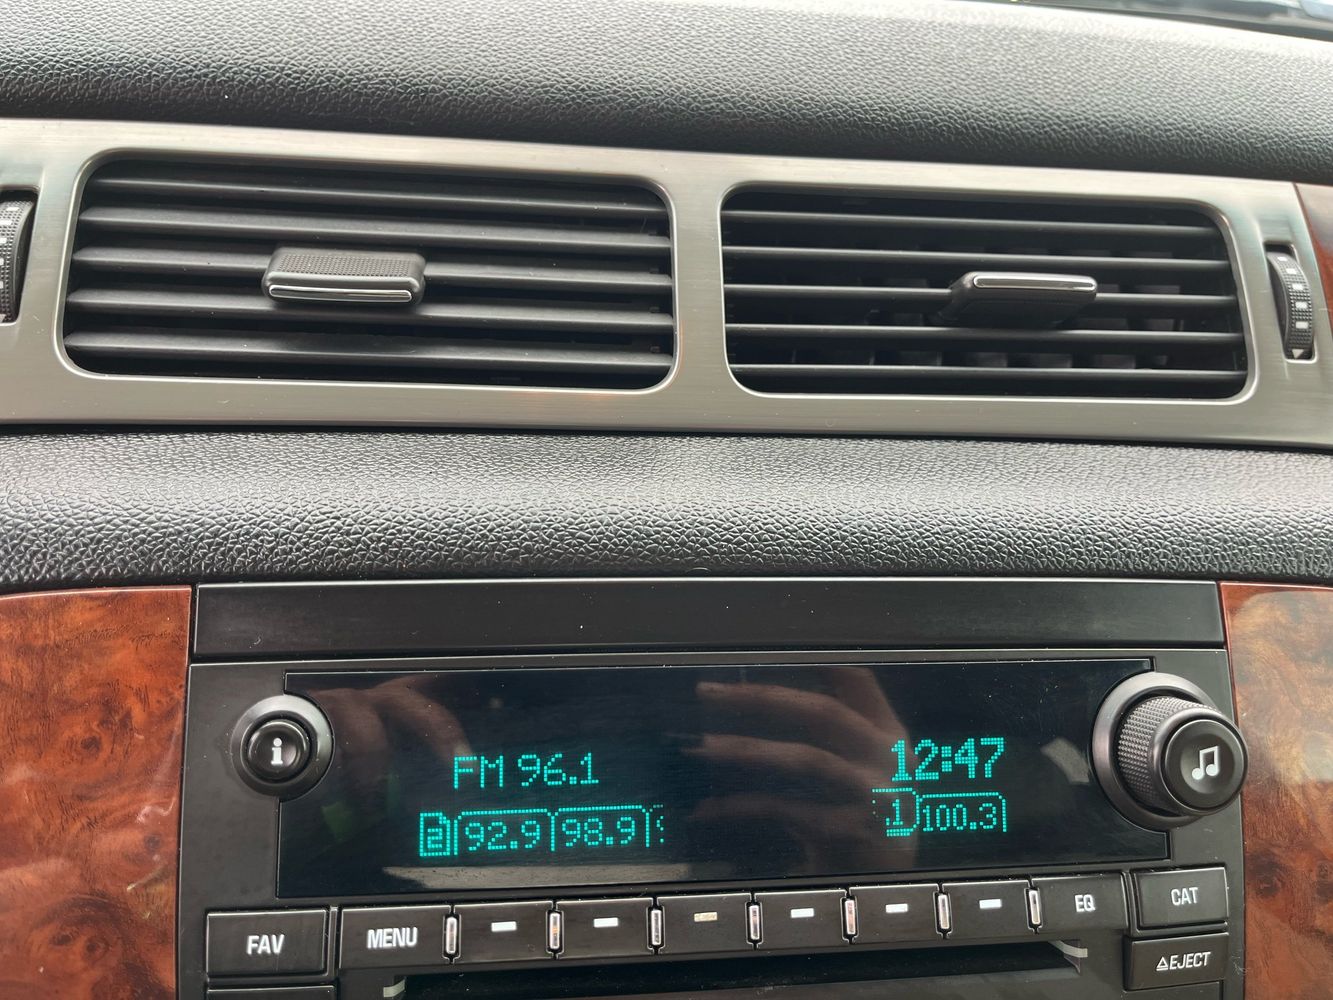 FM 96.1
12:47
92.9 98.9
.1 100.3
i
FAV
MENU
EQ
CAT
EJECT